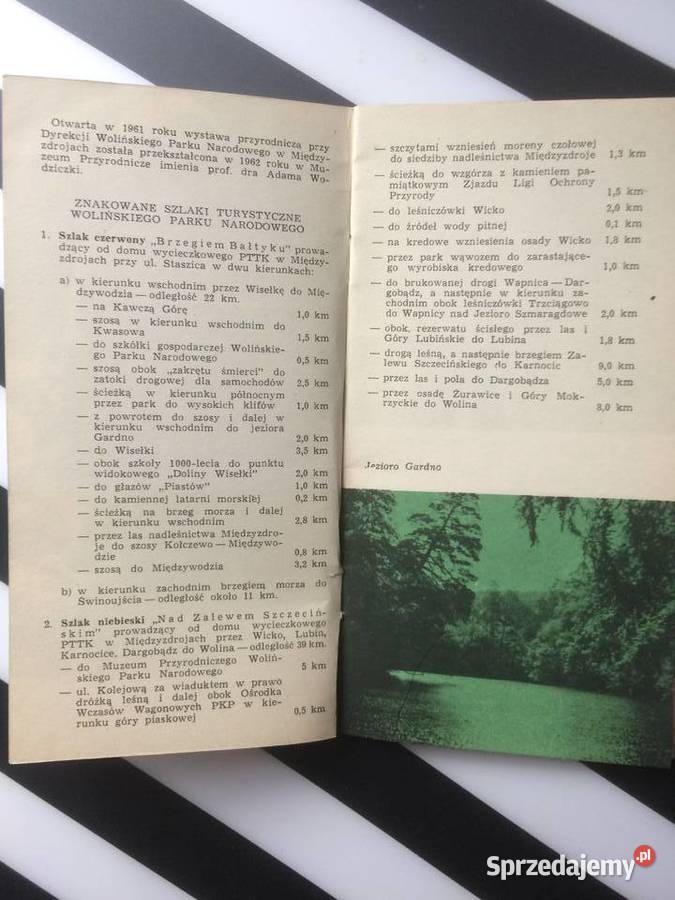 Otwarta w 1961 roku wystawa przyrodnicza przy
Dyrekcji Wolińskiego Parku Narodowego w Między-
zdrojach została przekształcona w 1962 roku w Mu-
zeum Przyrodnicze imienia prof. dra Adama Wo-
dziczki.
ZNAKOWANE SZLAKI TURYSTYCZNE
WOLIŃSKIEGO PARKU NARODOWEGO
1. Szlak czerwony „Brzegiem Bałtyku" prowa-
dzący od domu wycieczkowego PTTK w Między-
zdrojach przy ul. Staszica w dwu kierunkach:
a) w kierunku wschodnim przez Wisełkę do Mię-
dzywodzia — odległość 22 km.
— na Kawczą Górę 1,0 km
— szosą w kierunku wschodnim do
Kwasowa 1,5 km
— do szkółki gospodarczej Wolińskie-
go Parku Narodowego 0,5 km
— szosą obok „zakrętu śmierci" do
zatoki drogowej dla samochodów 2,5 km
— ścieżką w kierunku północnym
przez park do wysokich klifów 1,0 km
— z powrotem do szosy i dalej w
kierunku wschodnim do jeziora
Gardno 2,0 km
— do Wisełki 3,5 km
— obok szkoły 1000-lecia do punktu
widokowego „Doliny Wisełki" 2,0 km
— do głazów „Piastów" 1,0 km
— do kamiennej latarni morskiej 0,2 km
— ścieżką na brzeg morza i dalej
w kierunku wschodnim 2,8 km
— przez las nadleśnictwa Międzyzdro-
je do szosy Kołczewo — Międzywo-
dzie 0,8 km
— szosą do Międzywodzia 3,2 km
b) w kierunku zachodnim brzegiem morza do
Świnoujścia — odległość około 11 km.
2. Szlak niebieski „Nad Zalewem Szczeciń-
skim" prowadzący od domu wycieczkowego
PTTK w Międzyzdrojach przez Wicko, Lubin,
Karnocice, Dargobądz do Wolina — odległość 39 km.
— do Muzeum Przyrodniczego Woliń-
skiego Parku Narodowego 5 km
— ul. Kolejową za wiaduktem w prawo
dróżką leśną i dalej obok Ośrodka
Wczasów Wagonowych PKP w kie-
runku góry piaskowej 0,5 km
— szczytami wzniesień moreny czołowej
do siedziby nadleśnictwa Międzyzdroje 1,3 km
— ścieżką do wzgórza z kamieniem pa-
miątkowym Zjazdu Ligi Ochrony
Przyrody 1,5 km
— do leśniczówki Wicko 2,0 km
— do źródeł wody pitnej 0,1 km
— na kredowe wzniesienia osady Wicko 1,8 km
— przez park wąwozem do zarastające-
go wyrobiska kredowego 1,0 km
— do brukowanej drogi Wapnica — Dar-
gobądz, a następnie w kierunku za-
chodnim obok leśniczówki Trzciągowo
do Wapnicy nad Jezioro Szmaragdowe 2,0 km
— obok rezerwatu ścisłego przez las i
Góry Lubińskie do Lubina 1,8 km
— drogą leśną, a następnie brzegiem Za-
lewu Szczecińskiego do Karnocic 9,0 km
— przez las i pola do Dargobądza 5,0 km
— przez osadę Żurawice i Góry Mok-
rzyckie do Wolina 8,0 km
Jezioro Gardno
Sprzedajemy.pl